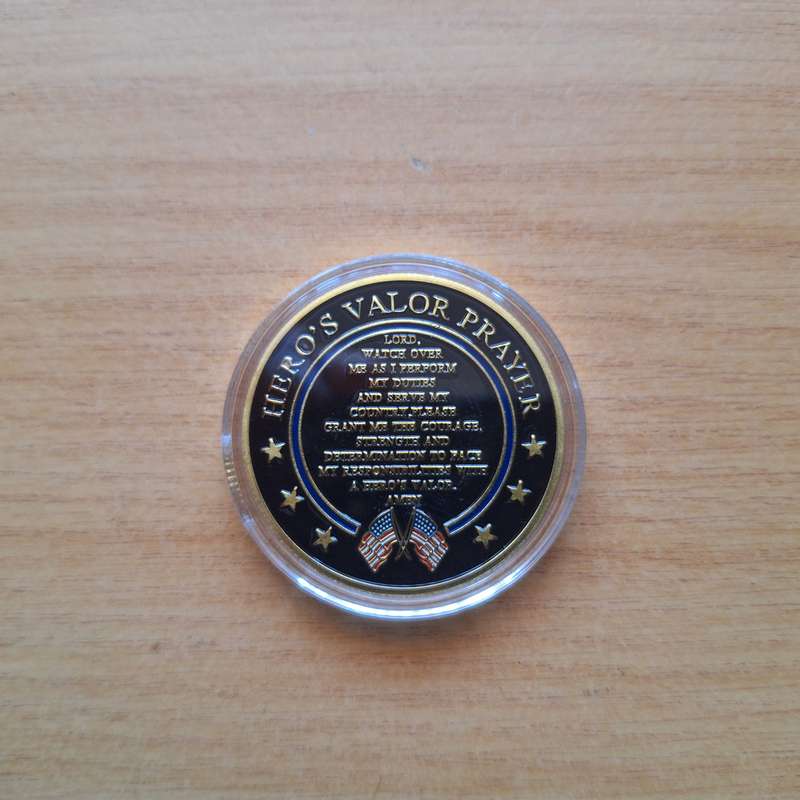 HERO'S VALOR PRAYER
LORD,
WATCH OVER
ME AS I PERFORM
MY DUTIES
AND SERVE MY
COUNTRY.PLEASE
GRANT ME THE COURAGE,
STRENGTH AND
DETERMINATION TO FACE
MY RESPONSIBILITIES WITH
A HERO'S VALOR.
AMEN